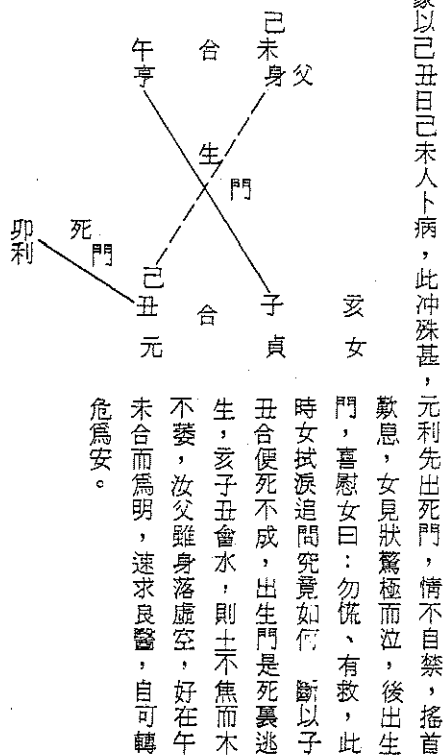 家以己丑日己未人卜病，此冲殊甚，元利先出死門，情不自禁，搖首
歎息，女見狀驚極而泣，後出生
門，喜慰女曰：勿慌、有救，此
時女拭淚追問究竟如何　斷以子
丑合便死不成，出生門是死裏逃
生，亥子丑會水，則土不焦而木
不萎，汝父雖身落虛空，好在午
未合而爲明，速求良醫，自可轉
危爲安。
己
未　合　午
身父　亨
生門
死門
卯利
己
丑　合　子　亥
元　貞　女